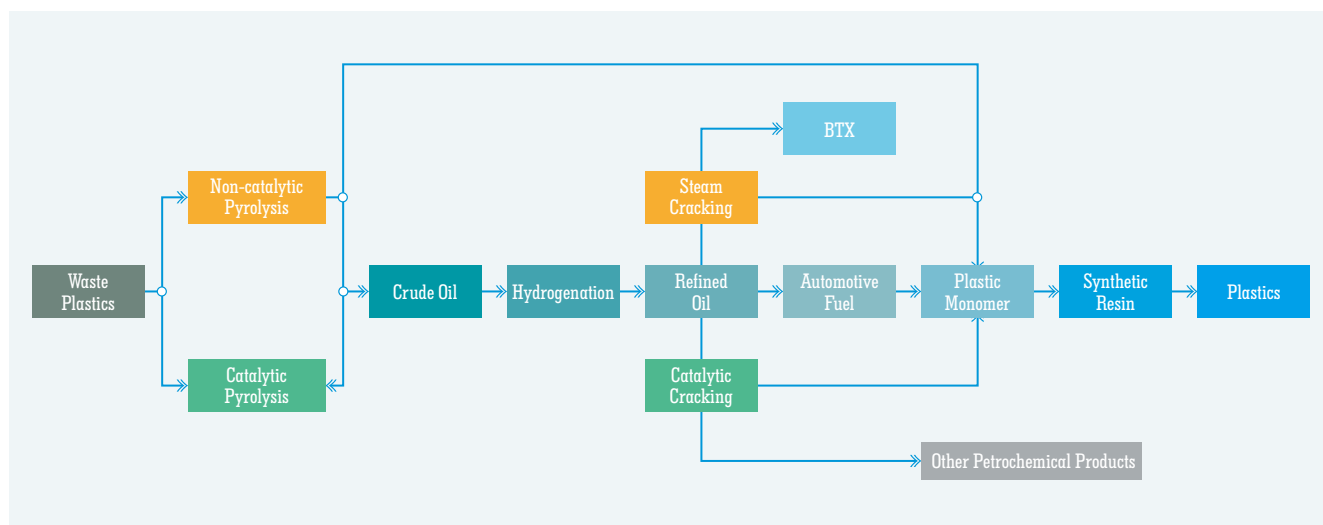 BTX
Non-catalytic
Pyrolysis
Steam
Cracking
Waste
Plastics
Crude Oil
Hydrogenation
Refined
Oil
Automotive
Fuel
Plastic
Monomer
Synthetic
Resin
Plastics
Catalytic
Pyrolysis
Catalytic
Cracking
Other Petrochemical Products